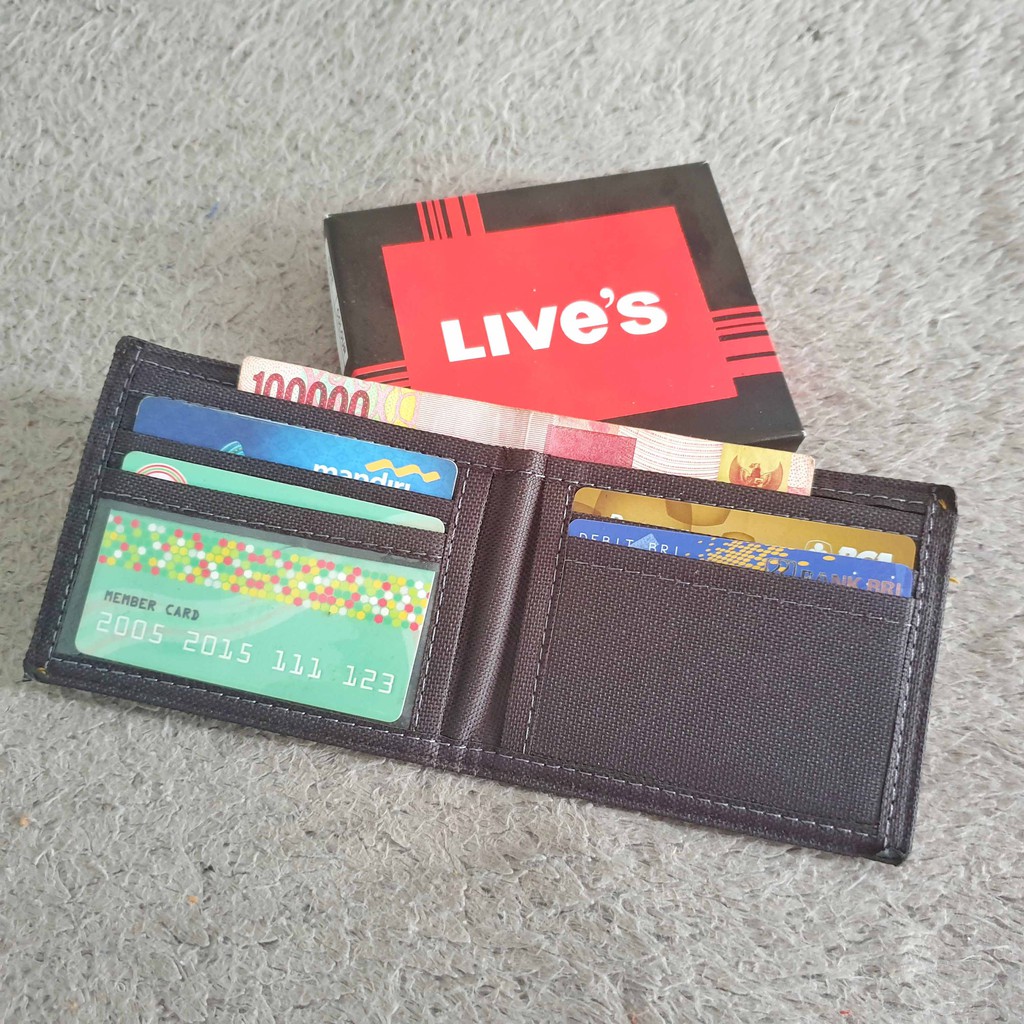 LIVe's
100000
mandiri
MEMBER CARD
2005 2015 111 123
BCA
DEBIT BRI
BANK BRI